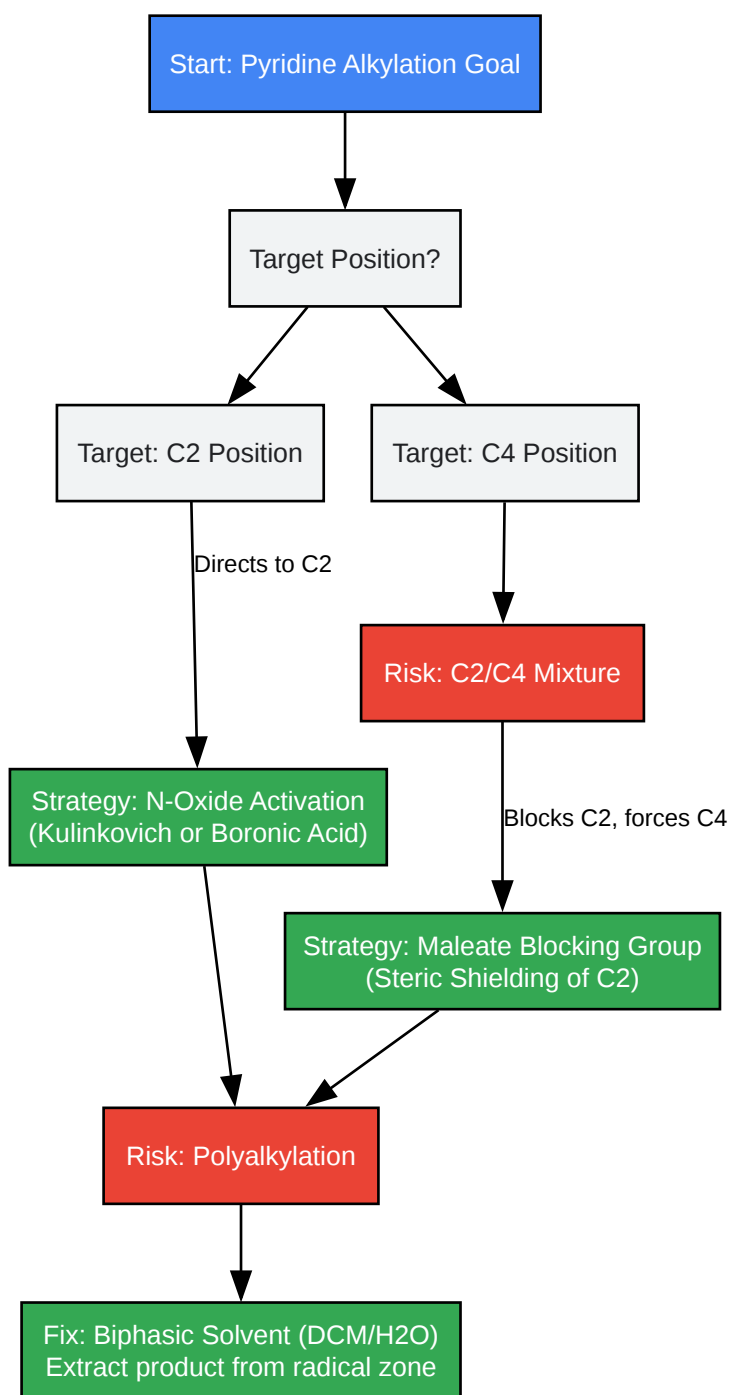 Start: Pyridine Alkylation Goal
Target Position?
Target: C2 Position
Target: C4 Position
Directs to C2
Risk: C2/C4 Mixture
Strategy: N-Oxide Activation
(Kulinkovich or Boronic Acid)
Blocks C2, forces C4
Strategy: Maleate Blocking Group
(Steric Shielding of C2)
Risk: Polyalkylation
Fix: Biphasic Solvent (DCM/H2O)
Extract product from radical zone